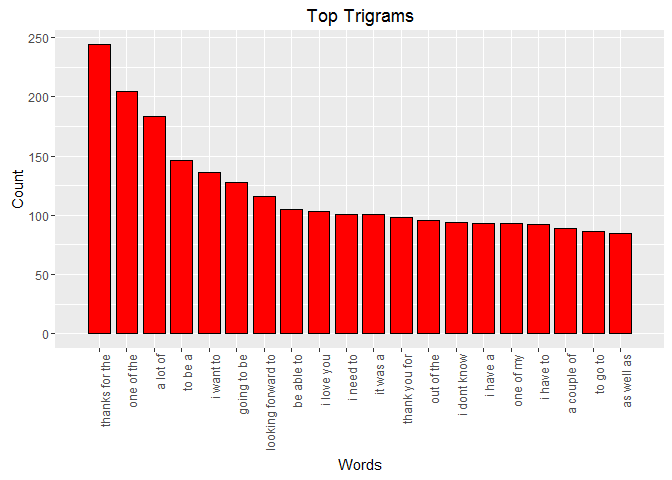 Top Trigrams
Count
250
200
150
100
50
0
thanks for the
one of the
a lot of
to be a
i want to
going to be
looking forward to
be able to
i love you
i need to
it was a
thank you for
out of the
i dont know
i have a
one of my
i have to
a couple of
to go to
as well as
Words